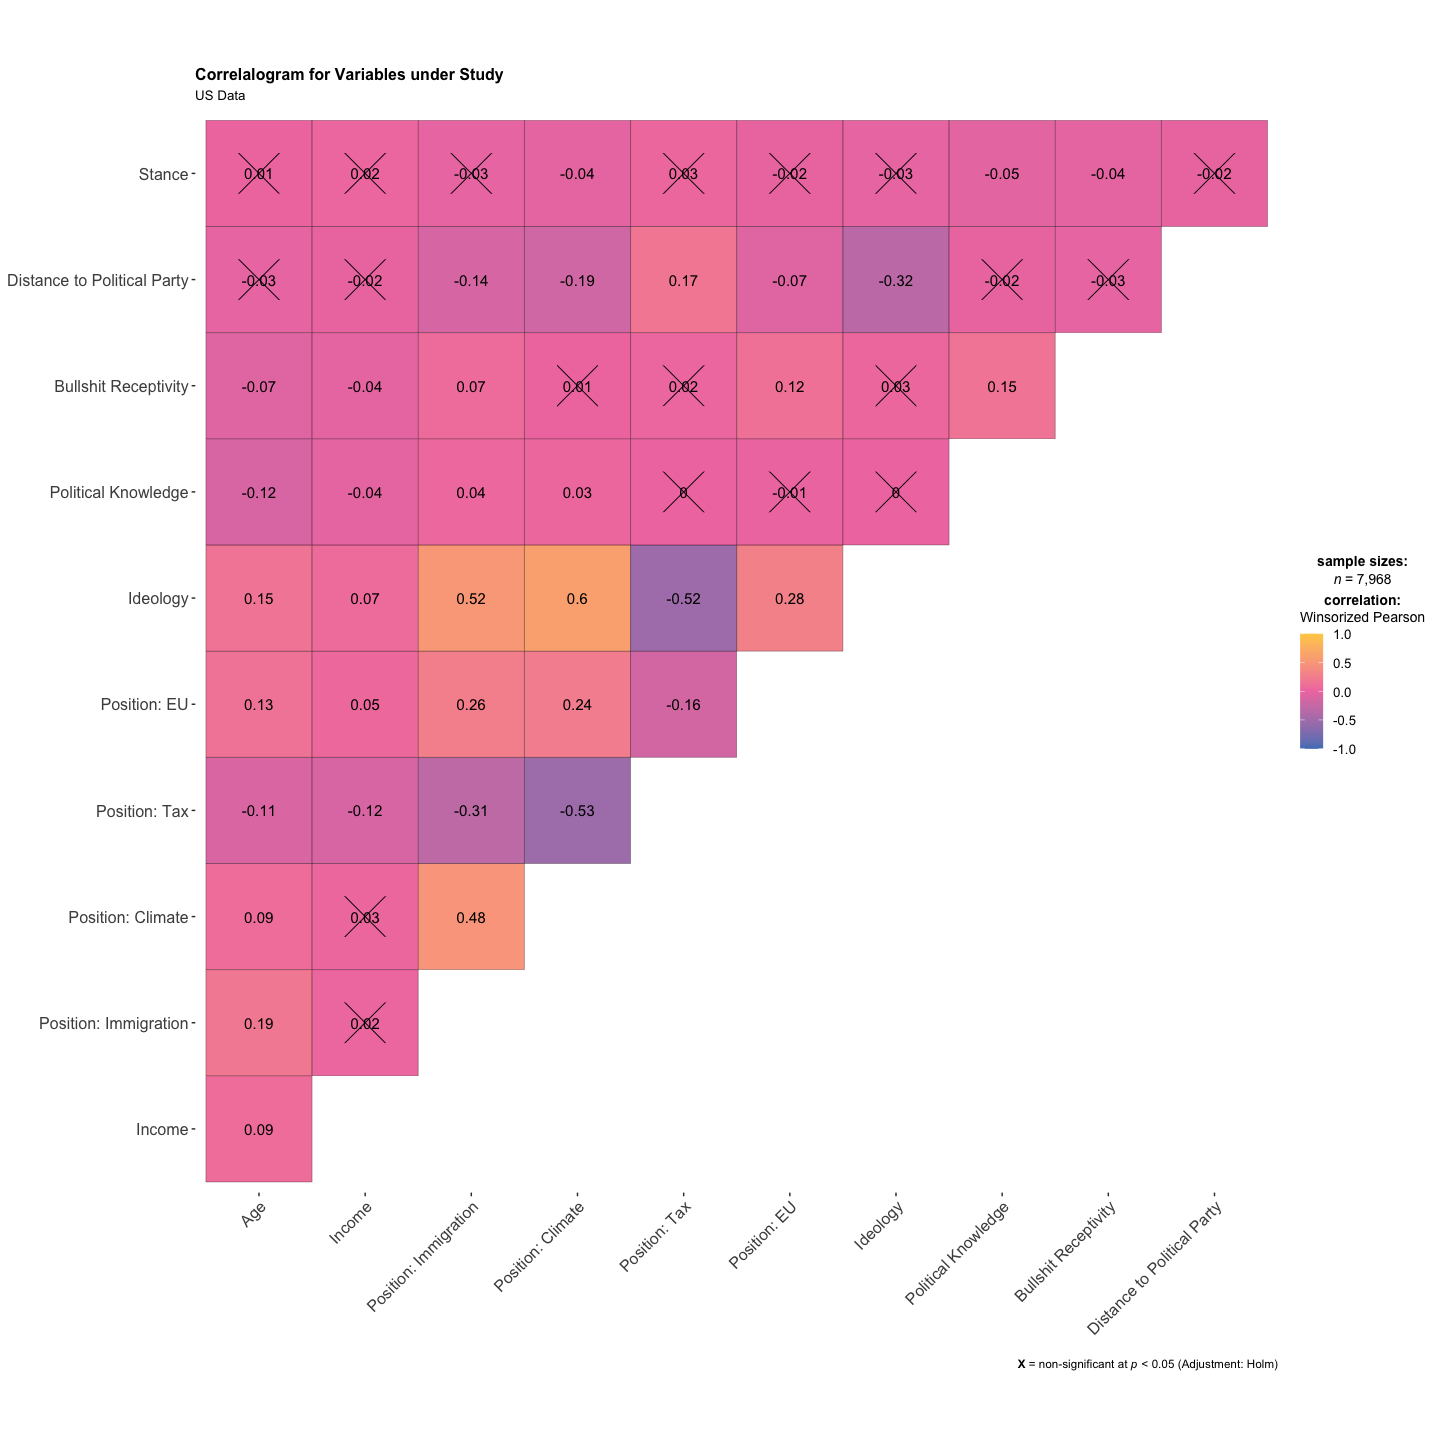 Correlalogram for Variables under Study
US Data
Stance 0.01 0.02 -0.03 -0.04 0.03 -0.02 -0.03 -0.05 -0.04 -0.02
Distance to Political Party -0.03 -0.02 -0.14 -0.19 0.17 -0.07 -0.32 -0.02 -0.03
Bullshit Receptivity -0.07 -0.04 0.07 0.01 0.02 0.12 0.03 0.15
Political Knowledge -0.12 -0.04 0.04 0.03 0 -0.01 0
Ideology 0.15 0.07 0.52 0.6 -0.52 0.28
Position: EU 0.13 0.05 0.26 0.24 -0.16
Position: Tax -0.11 -0.12 -0.31 -0.53
Position: Climate 0.09 0.03 0.48
Position: Immigration 0.19 0.02
Income 0.09
Age
Income
Position: Immigration
Position: Climate
Position: Tax
Position: EU
Ideology
Political Knowledge
Bullshit Receptivity
Distance to Political Party
sample sizes:
n = 7,968
correlation:
Winsorized Pearson
1.0
0.5
0.0
-0.5
-1.0
X = non-significant at p < 0.05 (Adjustment: Holm)